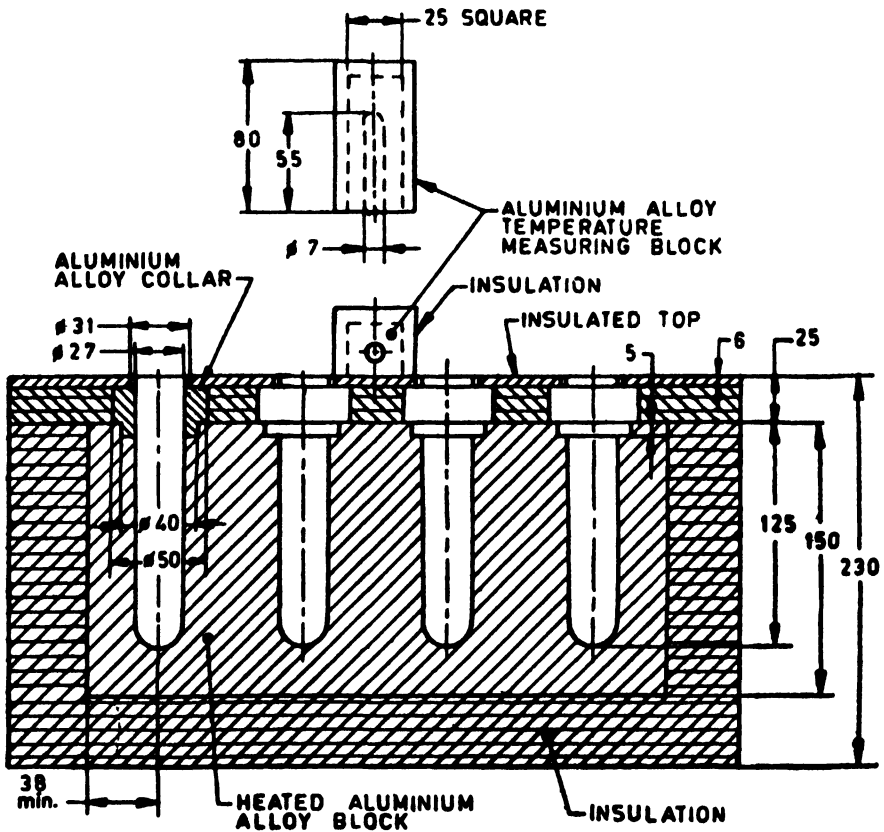 25 SQUARE
80
55
ø 7
ALUMINIUM ALLOY
TEMPERATURE
MEASURING BLOCK
ALUMINIUM
ALLOY COLLAR
INSULATION
ø 31
INSULATED TOP
ø 27
5
6
25
ø 40
ø 50
125
150
230
38
min.
HEATED ALUMINIUM
ALLOY BLOCK
INSULATION